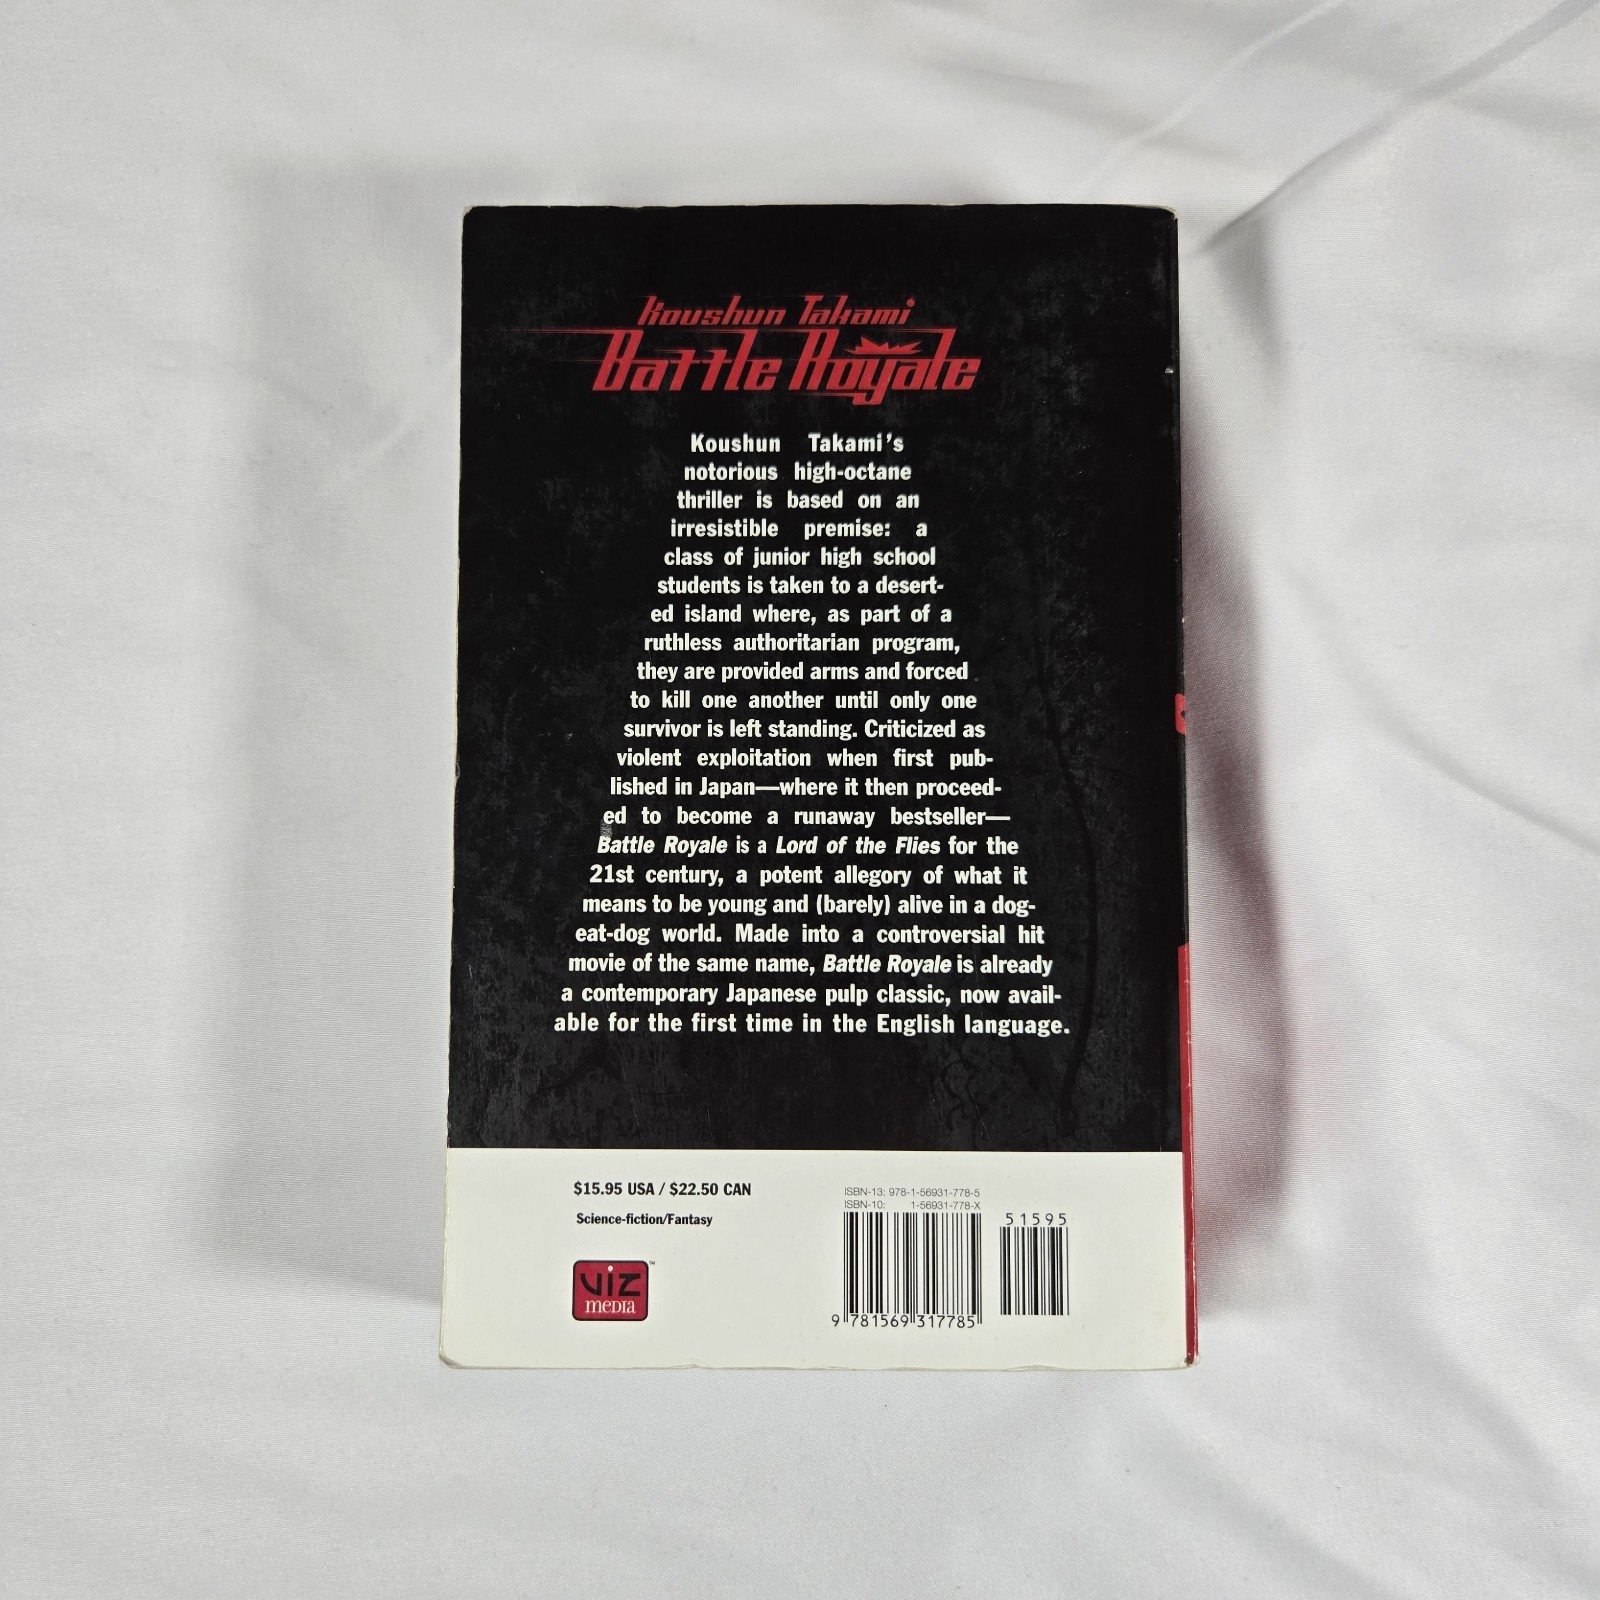 Koushun Takami
Battle Royale
Koushun Takami's
notorious high-octane
thriller is based on an
irresistible premise: a
class of junior high school
students is taken to a desert-
ed island where, as part of a
ruthless authoritarian program,
they are provided arms and forced
to kill one another until only one
survivor is left standing. Criticized as
violent exploitation when first pub-
lished in Japan—where it then proceed-
ed to become a runaway bestseller—
Battle Royale is a Lord of the Flies for the
21st century, a potent allegory of what it
means to be young and (barely) alive in a dog-
eat-dog world. Made into a controversial hit
movie of the same name, Battle Royale is already
a contemporary Japanese pulp classic, now avail-
able for the first time in the English language.
$15.95 USA / $22.50 CAN
Science-fiction/Fantasy
VIZ
MEDIA
™
ISBN-13: 978-1-56931-778-5
ISBN-10: 1-56931-778-X
51595
9 781569 317785